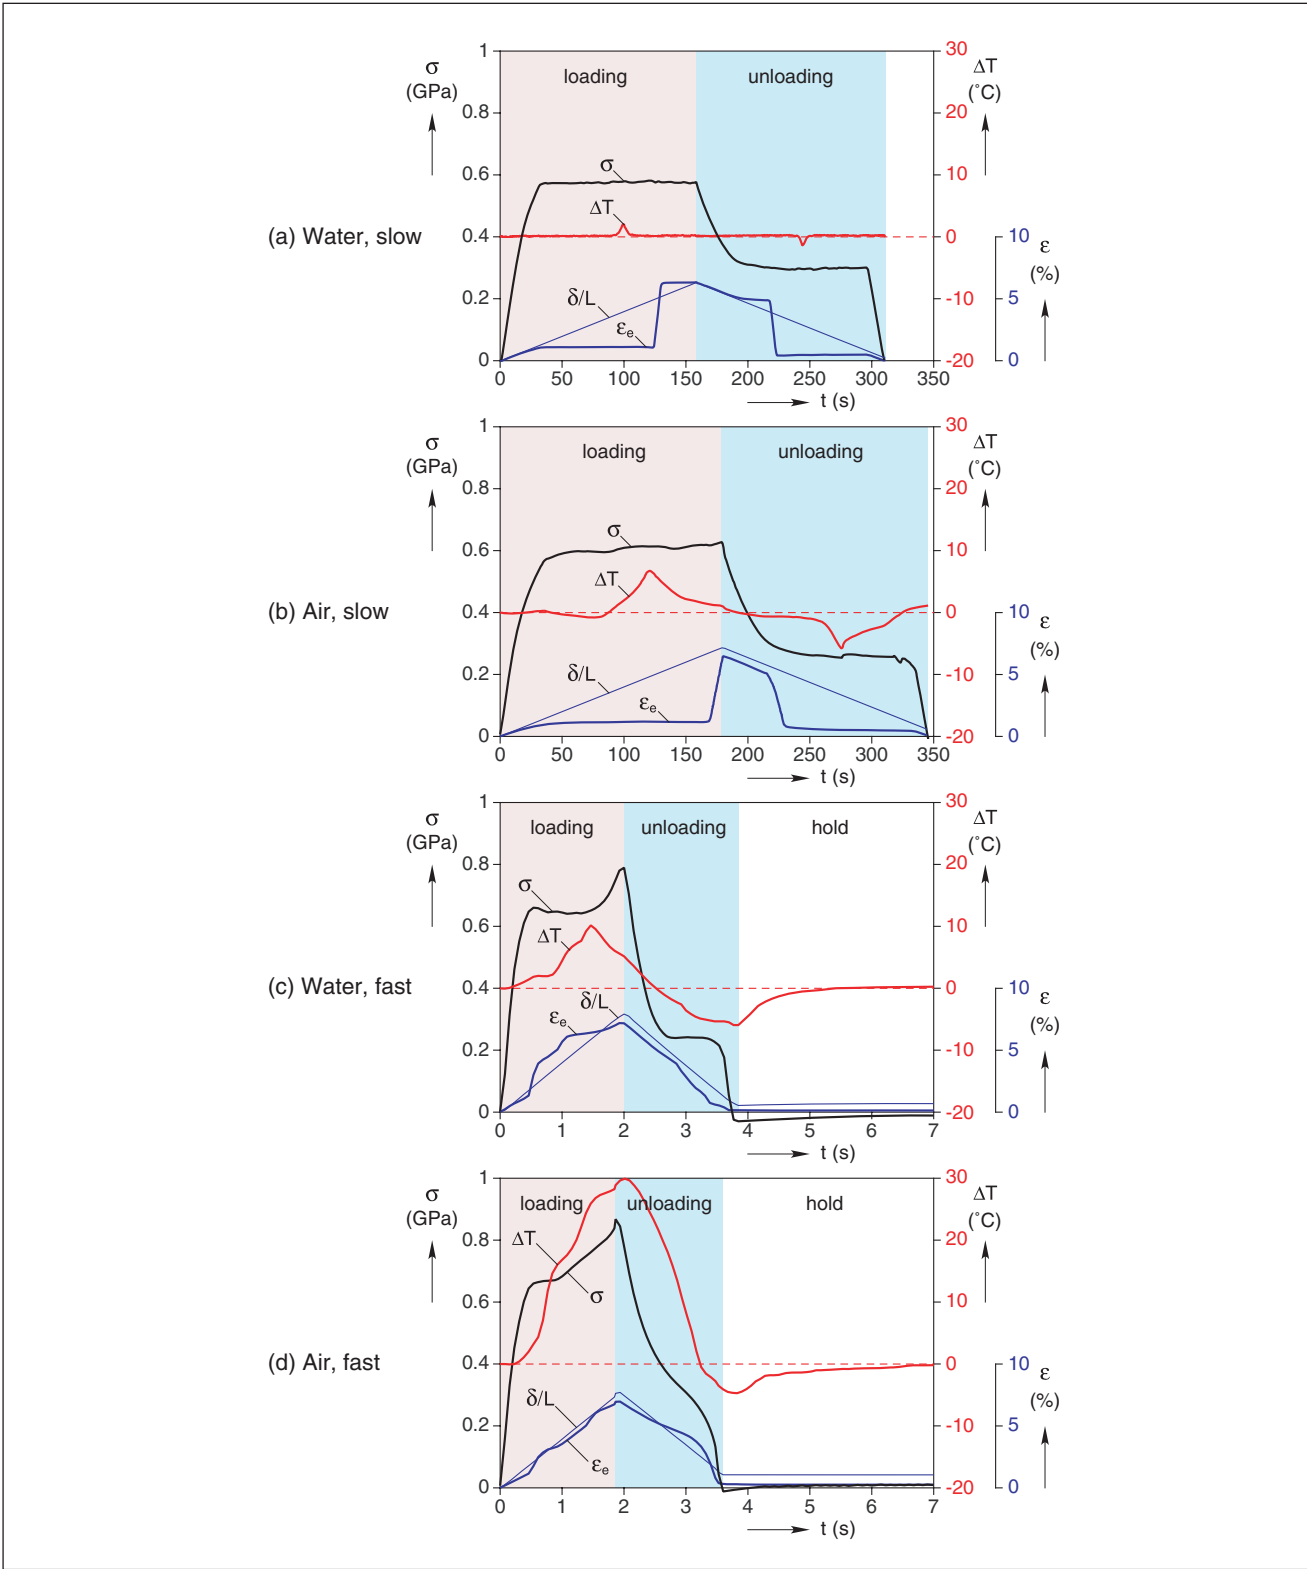 1
30
σ
(GPa)
loading
unloading
ΔT
(˚C)
0.8
20
0.6
σ
10
ΔT
(a) Water, slow
0.4
0
10
ε
(%)
0.2
δ/L
εe
-10
5
0
-20
0
0
50
100
150
200
250
300
350
t (s)
1
30
σ
(GPa)
loading
unloading
ΔT
(˚C)
0.8
20
0.6
σ
10
ΔT
(b) Air, slow
0.4
0
10
ε
(%)
0.2
δ/L
εe
-10
5
0
-20
0
0
50
100
150
200
250
300
350
t (s)
1
30
σ
(GPa)
loading
unloading
hold
ΔT
(˚C)
0.8
20
σ
0.6
10
ΔT
(c) Water, fast
0.4
0
10
δ/L
εe
ε
(%)
0.2
-10
5
0
-20
0
0
1
2
3
4
5
6
7
t (s)
1
30
σ
(GPa)
loading
unloading
hold
ΔT
(˚C)
0.8
20
ΔT
0.6
σ
10
(d) Air, fast
0.4
0
10
ε
(%)
δ/L
0.2
-10
5
εe
0
-20
0
0
1
2
3
4
5
6
7
t (s)